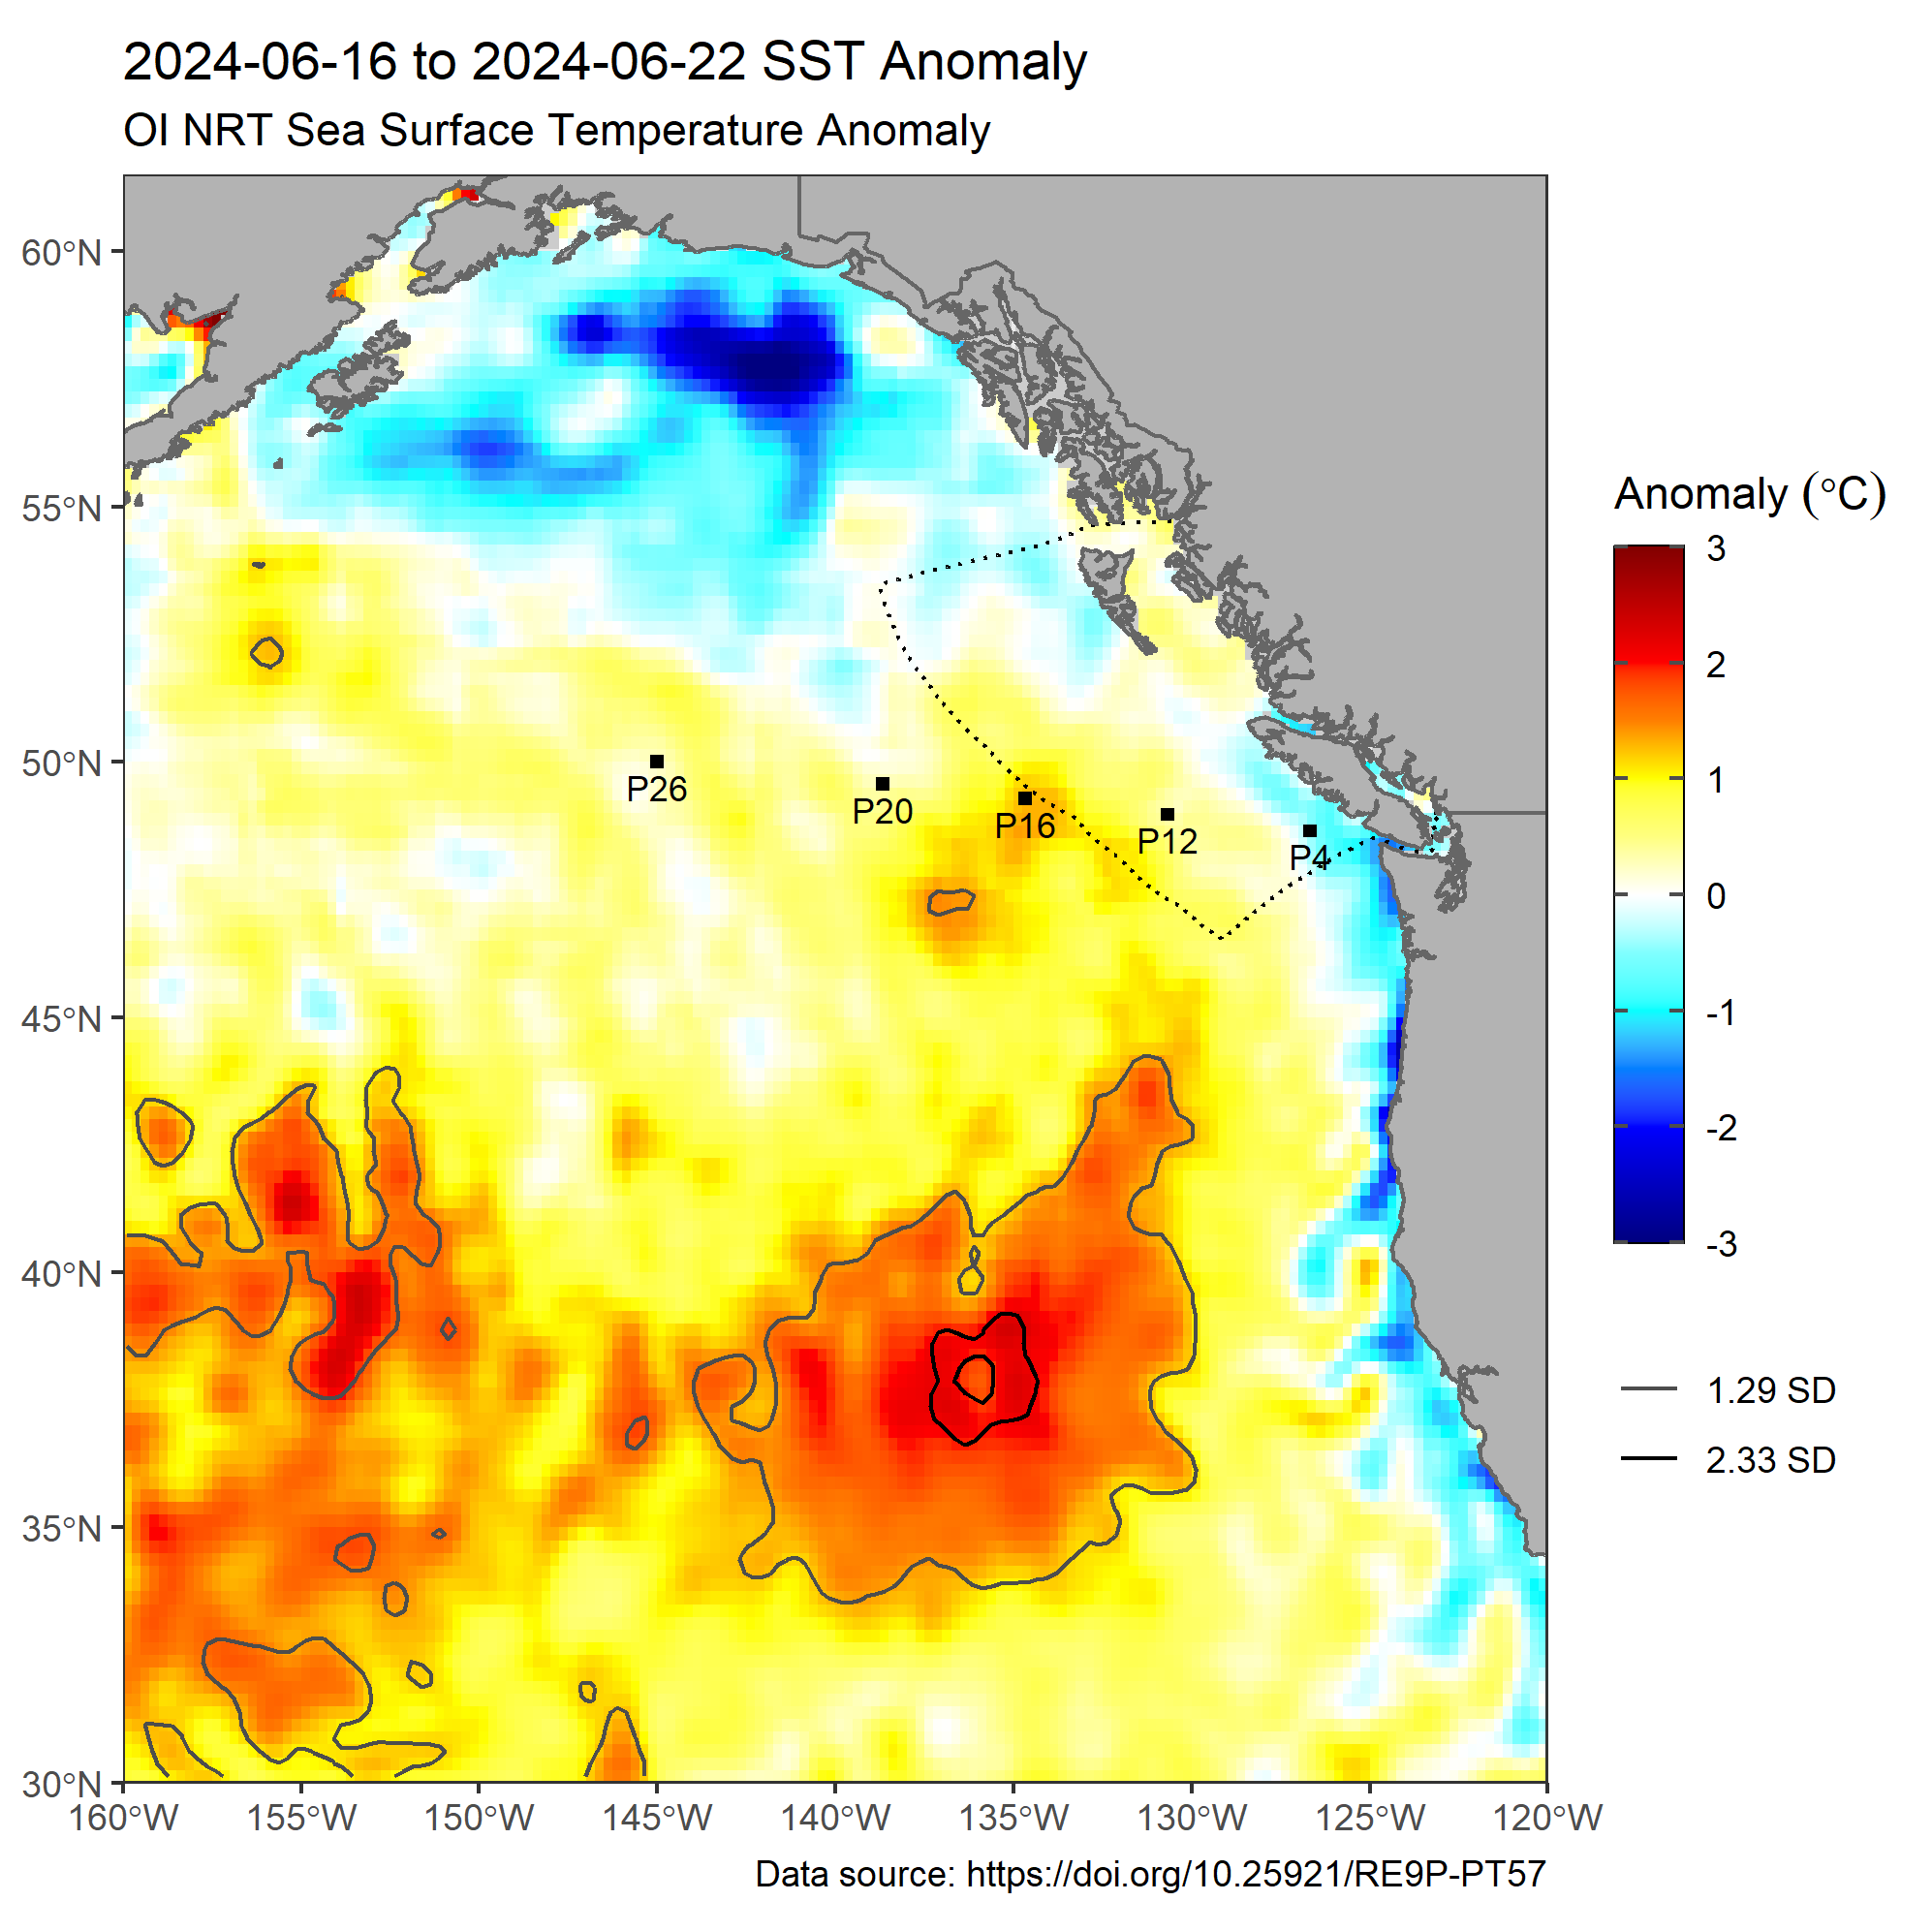 2024-06-16 to 2024-06-22 SST Anomaly
OI NRT Sea Surface Temperature Anomaly
60°N
55°N
50°N
45°N
40°N
35°N
30°N
P26
P20
P16
P12
P4
160°W
155°W
150°W
145°W
140°W
135°W
130°W
125°W
120°W
Anomaly (°C)
3
2
1
0
-1
-2
-3
1.29 SD
2.33 SD
Data source: https://doi.org/10.25921/RE9P-PT57